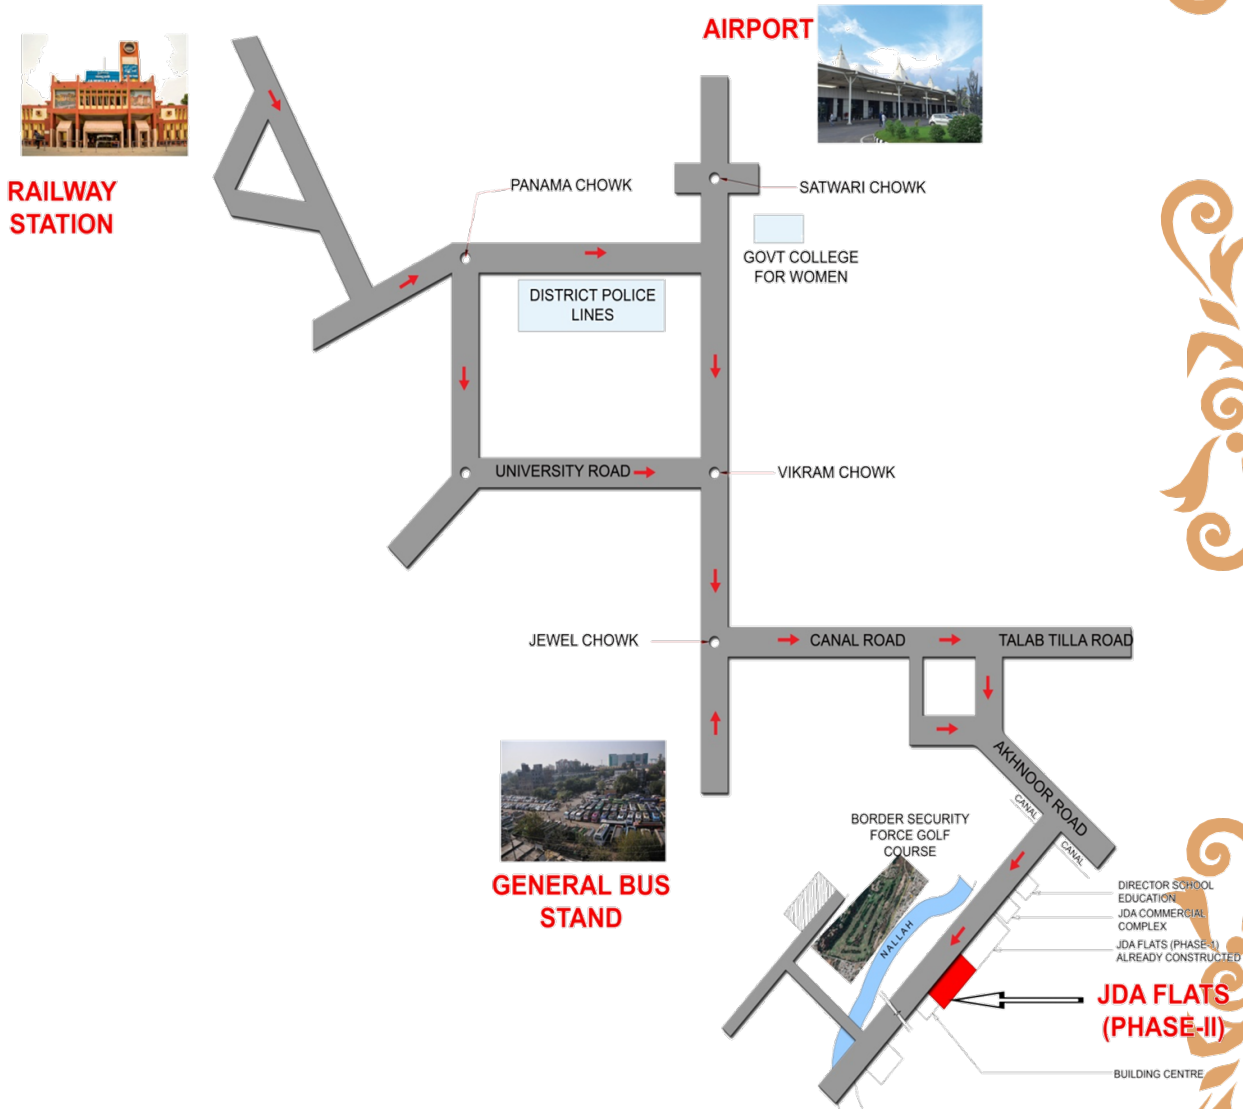 AIRPORT
RAILWAY
STATION
PANAMA CHOWK
SATWARI CHOWK
GOVT COLLEGE
FOR WOMEN
DISTRICT POLICE
LINES
UNIVERSITY ROAD
VIKRAM CHOWK
JEWEL CHOWK
CANAL ROAD
TALAB TILLA ROAD
AKHNOOR ROAD
CANAL
CANAL
GENERAL BUS
STAND
BORDER SECURITY
FORCE GOLF
COURSE
NALLAH
DIRECTOR SCHOOL
EDUCATION
JDA COMMERCIAL
COMPLEX
JDA FLATS (PHASE-1)
ALREADY CONSTRUCTED
JDA FLATS
(PHASE-II)
BUILDING CENTRE